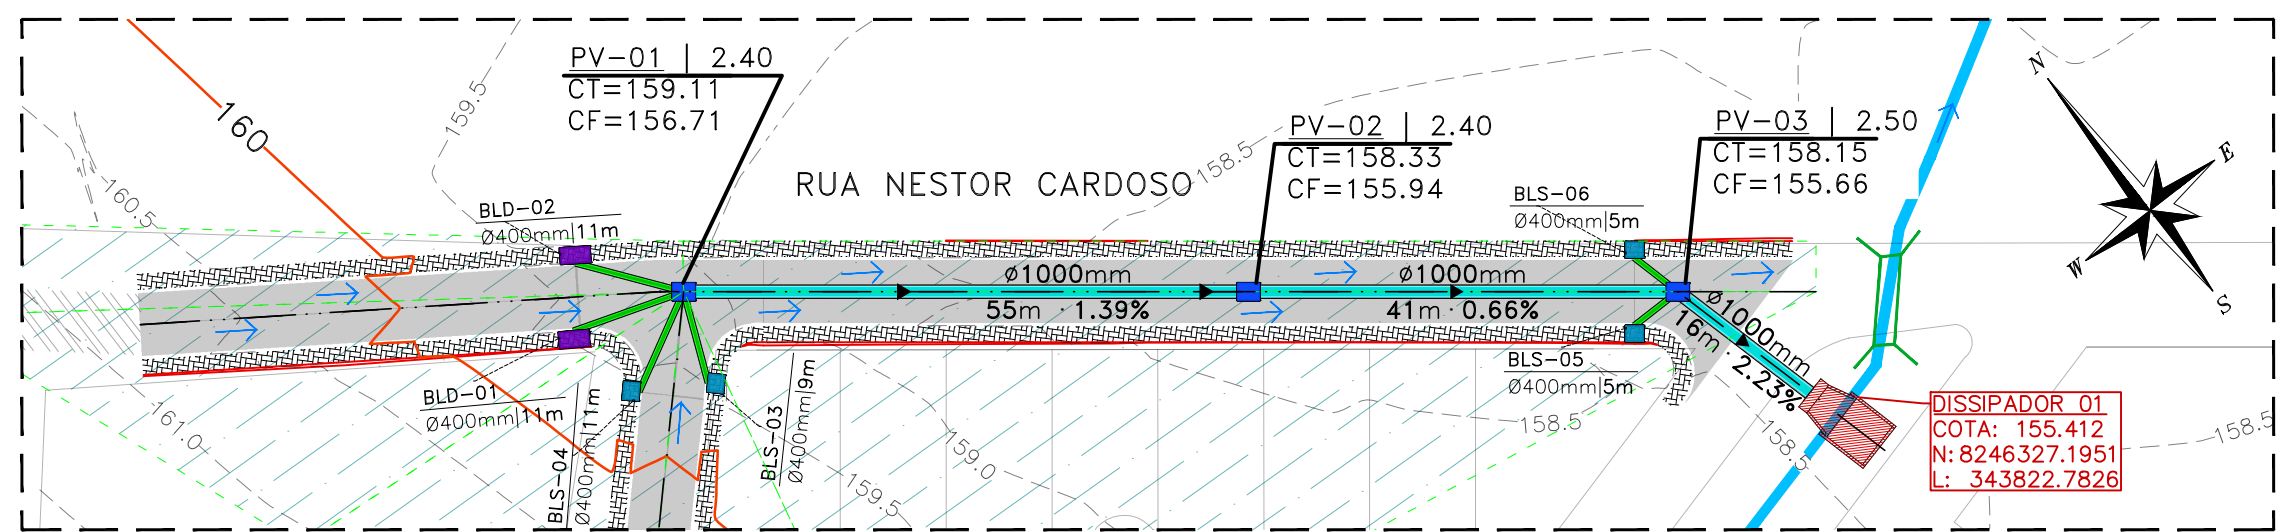 PV-01 | 2.40
CT=159.11
CF=156.71
PV-02 | 2.40
CT=158.33
CF=155.94
PV-03 | 2.50
CT=158.15
CF=155.66
N
E
W
S
160
159.5
160.5
158.5
RUA NESTOR CARDOSO
BLD-02
Ø400mm|11m
BLS-06
Ø400mm|5m
Ø1000mm
55m · 1.39%
Ø1000mm
41m · 0.66%
Ø1000mm
16m · 2.23%
BLD-01
Ø400mm|11m
BLS-04
Ø400mm|11m
BLS-03
Ø400mm|9m
BLS-05
Ø400mm|5m
161.0
159.5
159.0
158.5
158.5
158.5
DISSIPADOR 01
COTA: 155.412
N: 8246327.1951
L: 343822.7826